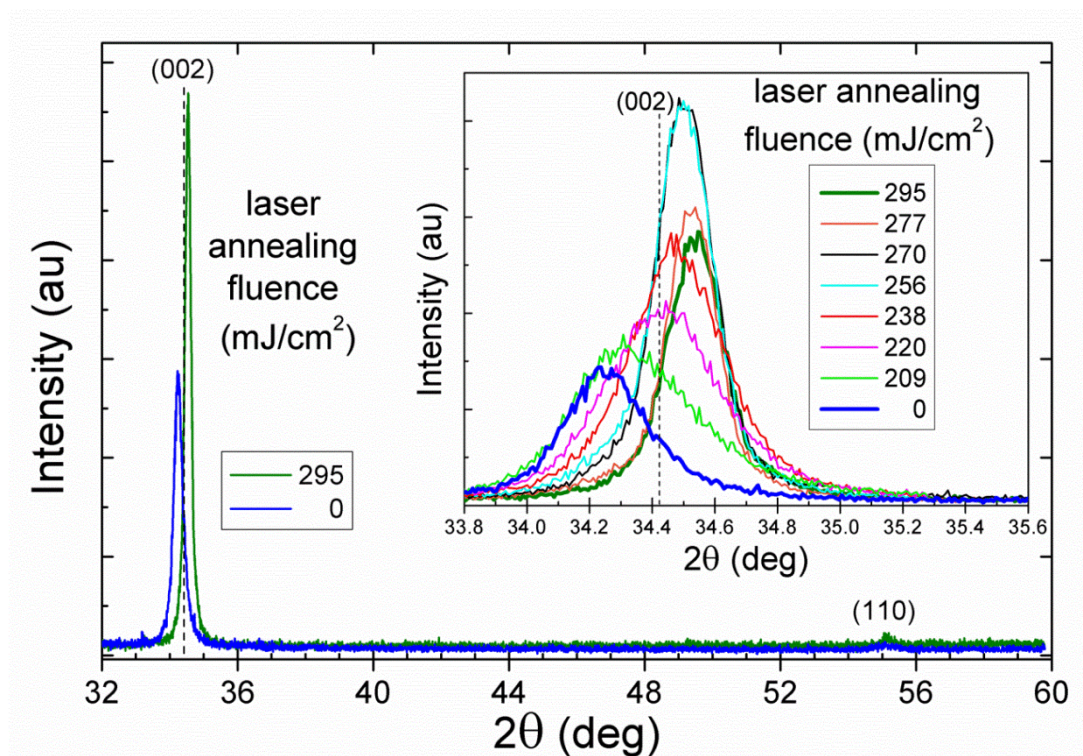 (002)
laser
annealing
fluence
(mJ/cm²)
295
0
(110)
Intensity (au)
32 36 40 44 48 52 56 60
2θ (deg)
(002)
laser annealing
fluence (mJ/cm²)
295
277
270
256
238
220
209
0
Intensity (au)
33.8 34.0 34.2 34.4 34.6 34.8 35.0 35.2 35.4 35.6
2θ (deg)